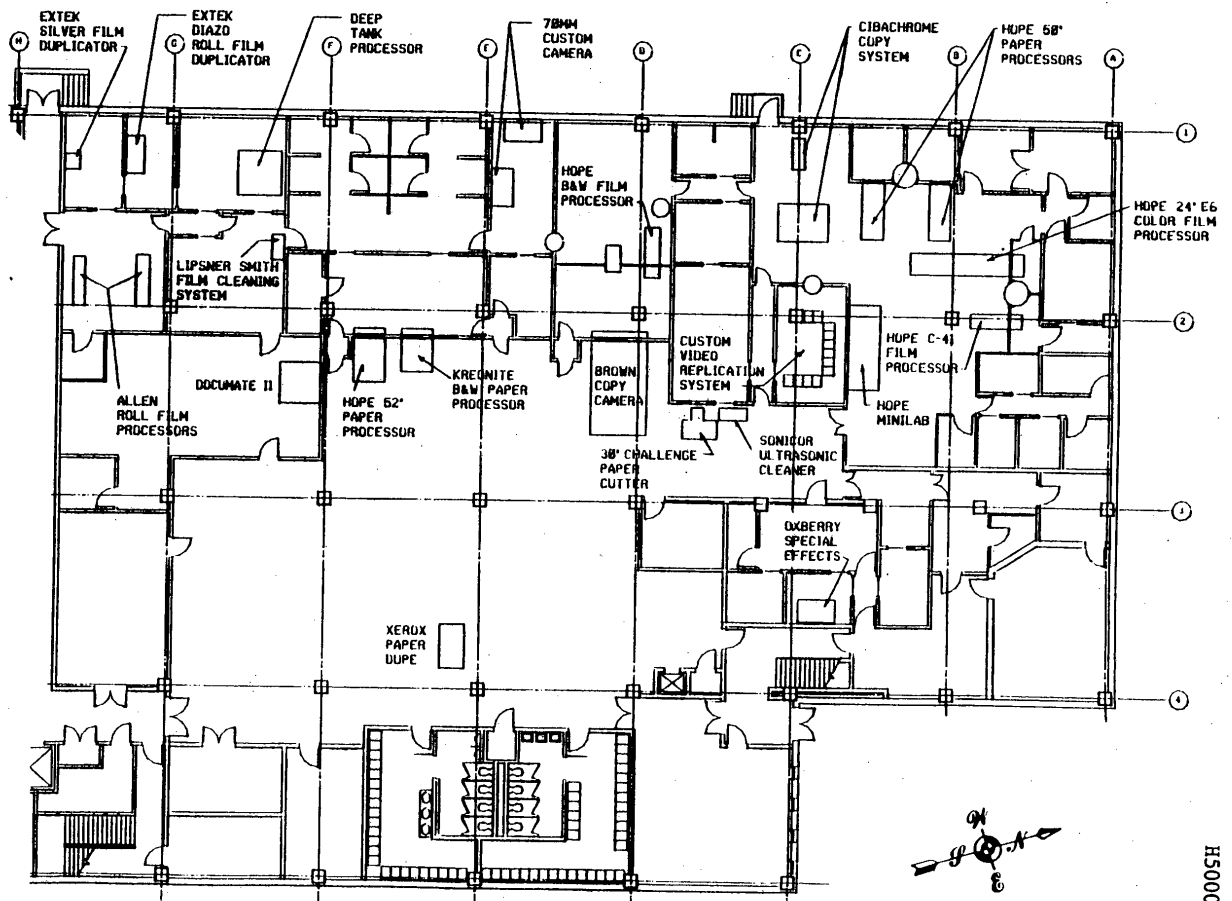 EXTEK
SILVER FILM
DUPLICATOR
EXTEK
DIAZO
ROLL FILM
DUPLICATOR
DEEP
TANK
PROCESSOR
70MM
CUSTOM
CAMERA
CIBACHROME
COPY
SYSTEM
HOPE 50"
PAPER
PROCESSORS
H
G
F
E
D
C
B
A
1
HOPE
B&W FILM
PROCESSOR
HOPE 24" E6
COLOR FILM
PROCESSOR
LIPSNER SMITH
FILM CLEANING
SYSTEM
2
ALLEN
ROLL FILM
PROCESSORS
DOCUMATE II
HOPE 52"
PAPER
PROCESSOR
KREONITE
B&W PAPER
PROCESSOR
BROWN
COPY
CAMERA
CUSTOM
VIDEO
REPLICATION
SYSTEM
HOPE C-41
FILM
PROCESSOR
HOPE
MINILAB
30" CHALLENGE
PAPER
CUTTER
SONICOR
ULTRASONIC
CLEANER
3
OXBERRY
SPECIAL
EFFECTS
XEROX
PAPER
DUPE
4
W
S
N
E